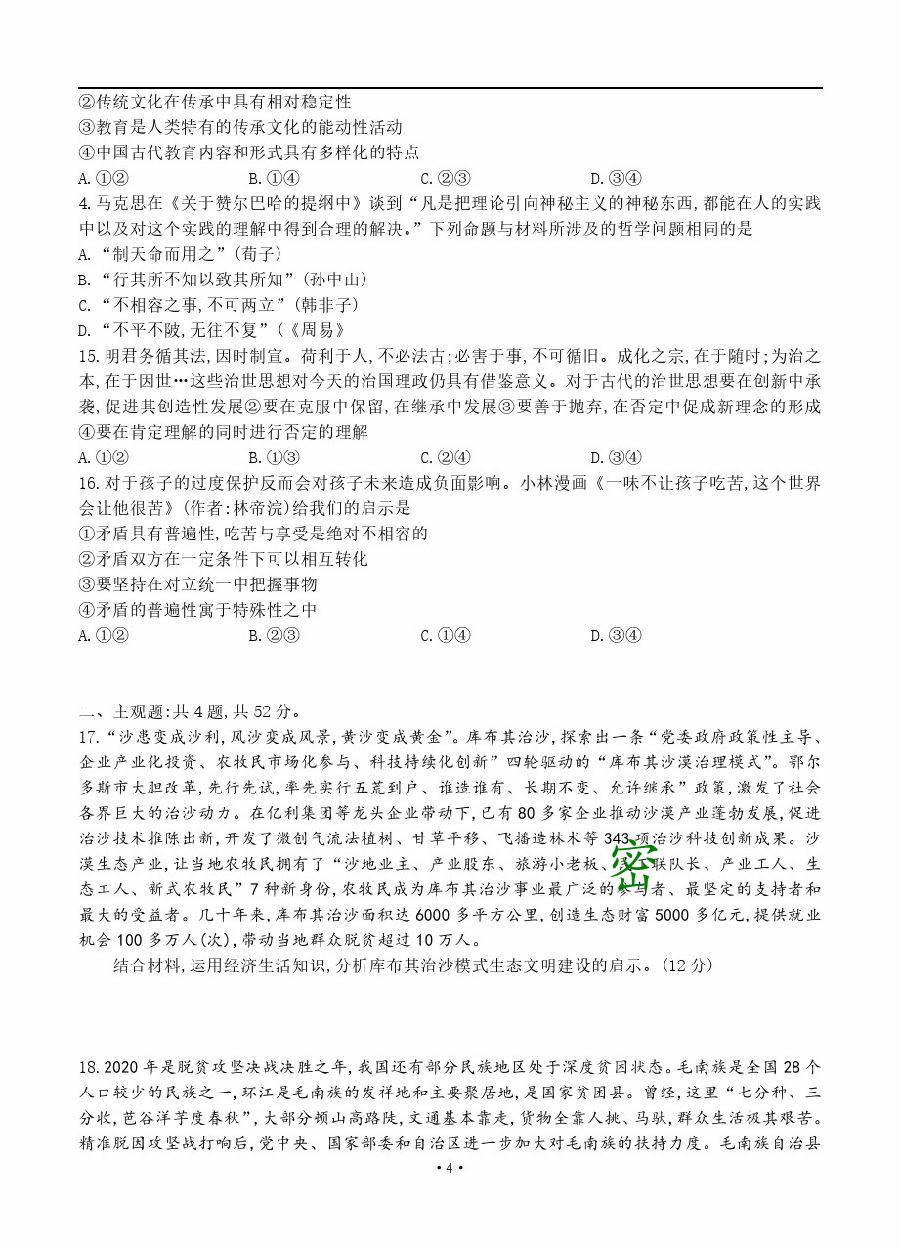 ②传统文化在传承中具有相对稳定性
③教育是人类特有的传承文化的能动性活动
④中国古代教育内容和形式具有多样化的特点
A.①② B.①④ C.②③ D.③④
4.马克思在《关于赞尔巴哈的提纲中》谈到“凡是把理论引向神秘主义的神秘东西,都能在人的实践
中以及对这个实践的理解中得到合理的解决。”下列命题与材料所涉及的哲学问题相同的是
A.“制天命而用之”(荀子)
B.“行其所不知以致其所知”(孙中山)
C.“不相容之事,不可两立”(韩非子)
D.“不平不陂,无往不复”(《周易》
15.明君务循其法,因时制宜。荷利于人,不必法古;必害于事,不可循旧。成化之宗,在于随时;为治之
本,在于因世…这些治世思想对今天的治国理政仍具有借鉴意义。对于古代的治世思想要在创新中承
袭,促进其创造性发展②要在克服中保留,在继承中发展③要善于抛弃,在否定中促成新理念的形成
④要在肯定理解的同时进行否定的理解
A.①② B.①③ C.②④ D.③④
16.对于孩子的过度保护反而会对孩子未来造成负面影响。小林漫画《一味不让孩子吃苦,这个世界
会让他很苦》(作者:林帝浣)给我们的启示是
①矛盾具有普遍性,吃苦与享受是绝对不相容的
②矛盾双方在一定条件下可以相互转化
③要坚持在对立统一中把握事物
④矛盾的普遍性寓于特殊性之中
A.①② B.②③ C.①④ D.③④
二、主观题:共4题,共52分。
17.“沙患变成沙利,风沙变成风景,黄沙变成黄金”。库布其治沙,探索出一条“党委政府政策性主导、
企业产业化投资、农牧民市场化参与、科技持续化创新”四轮驱动的“库布其沙漠治理模式”。鄂尔
多斯市大胆改革,先行先试,率先实行五荒到户、谁造谁有、长期不变、允许继承”政策,激发了社会
各界巨大的治沙动力。在亿利集团等龙头企业带动下,已有80多家企业推动沙漠产业蓬勃发展,促进
治沙技术推陈出新,开发了微创气流法植树、甘草平移、飞播造林术等343项治沙科技创新成果。沙
漠生态产业,让当地农牧民拥有了“沙地业主、产业股东、旅游小老板、联队长、产业工人、生
态工人、新式农牧民”7种新身份,农牧民成为库布其治沙事业最广泛的参与者、最坚定的支持者和
最大的受益者。几十年来,库布其治沙面积达6000多平方公里,创造生态财富5000多亿元,提供就业
机会100多万人(次),带动当地群众脱贫超过10万人。
结合材料,运用经济生活知识,分析库布其治沙模式生态文明建设的启示。(12分)
18.2020年是脱贫攻坚决战决胜之年,我国还有部分民族地区处于深度贫困状态。毛南族是全国28个
人口较少的民族之一,环江是毛南族的发祥地和主要聚居地,是国家贫困县。曾经,这里“七分种、三
分收,芭谷洋芋度春秋”,大部分倾山高路陡,交通基本靠走,货物全靠人挑、马驮,群众生活极其艰苦。
精准脱困攻坚战打响后,党中央、国家部委和自治区进一步加大对毛南族的扶持力度。毛南族自治县
密
•4•